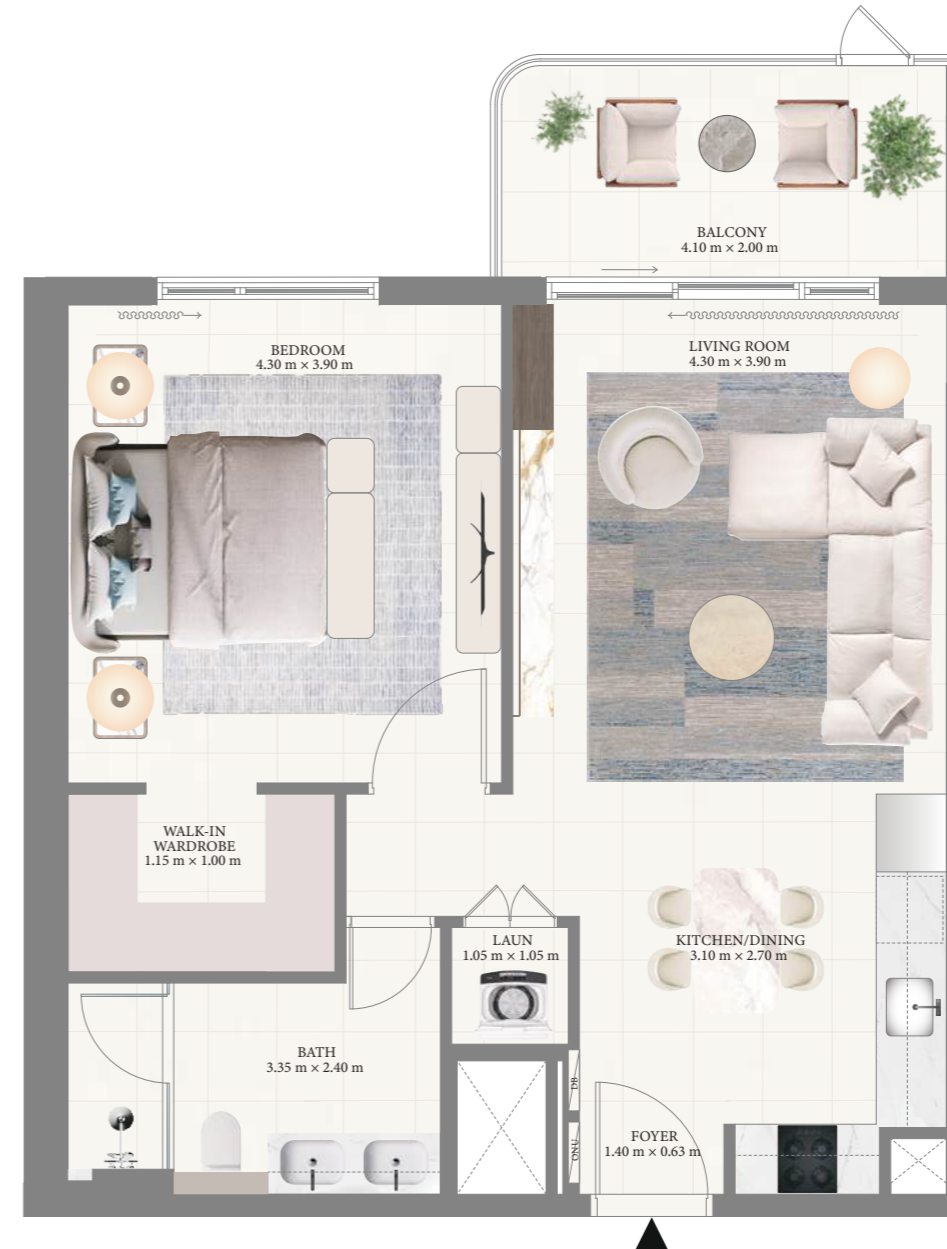 BALCONY
4.10 m × 2.00 m
BEDROOM
4.30 m × 3.90 m
LIVING ROOM
4.30 m × 3.90 m
WALK-IN
WARDROBE
1.15 m × 1.00 m
LAUN
1.05 m × 1.05 m
KITCHEN/DINING
3.10 m × 2.70 m
BATH
3.35 m × 2.40 m
DB
ONU
FOYER
1.40 m × 0.63 m